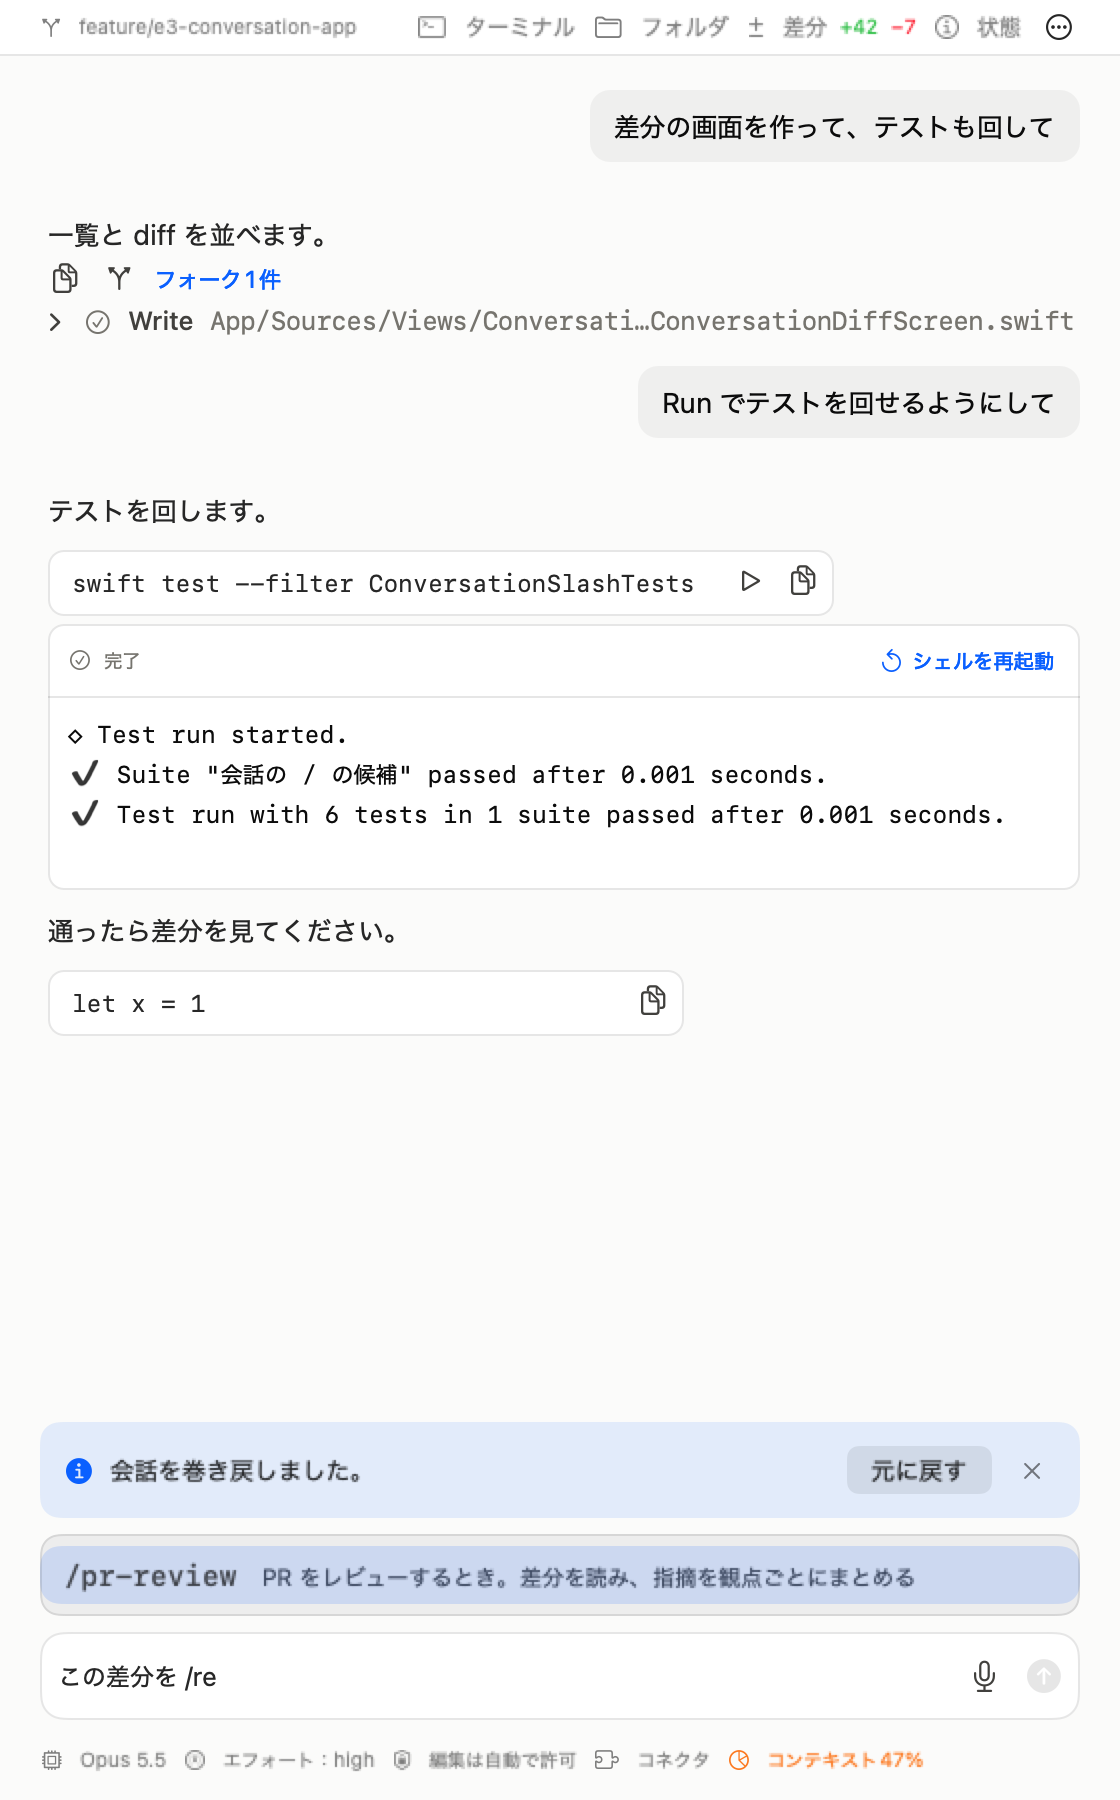 feature/e3-conversation-app ターミナル フォルダ 差分 +42 −7 状態
差分の画面を作って、テストも回して
一覧と diff を並べます。
フォーク1件
Write App/Sources/Views/Conversati…ConversationDiffScreen.swift
Run でテストを回せるようにして
テストを回します。
swift test --filter ConversationSlashTests
完了 シェルを再起動
◇ Test run started.
✔ Suite "会話の / の候補" passed after 0.001 seconds.
✔ Test run with 6 tests in 1 suite passed after 0.001 seconds.
通ったら差分を見てください。
let x = 1
会話を巻き戻しました。 元に戻す
/pr-review PR をレビューするとき。差分を読み、指摘を観点ごとにまとめる
この差分を /re
Opus 5.5 エフォート：high 編集は自動で許可 コネクタ コンテキスト 47%